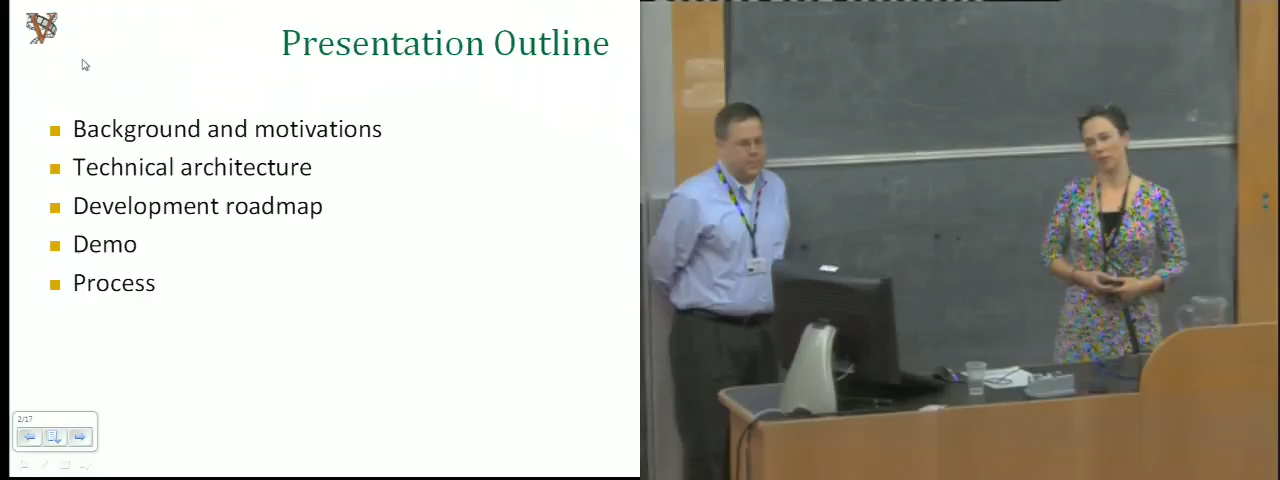 Presentation Outline
Background and motivations
Technical architecture
Development roadmap
Demo
Process
2/17